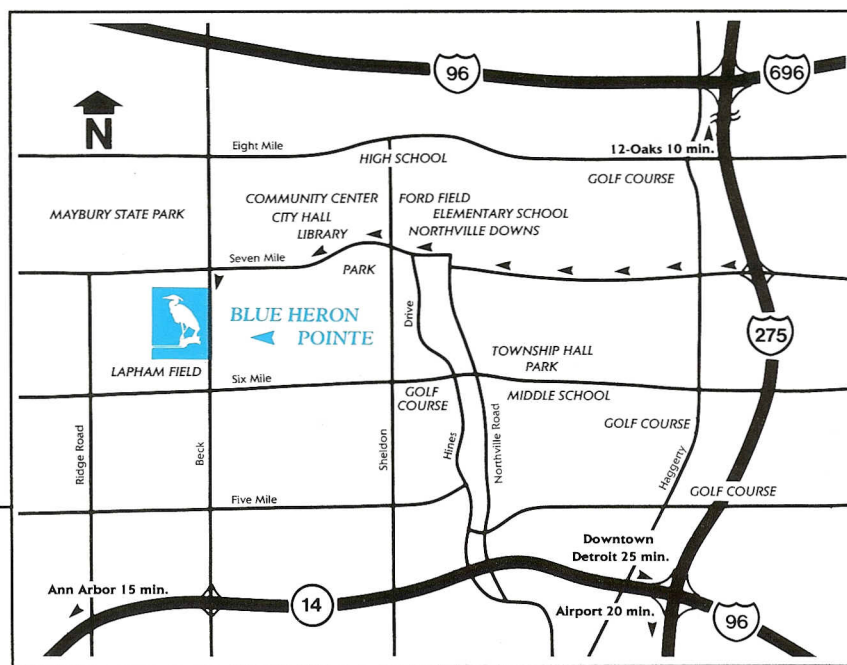 96
696
N
12-Oaks 10 min.
Eight Mile
HIGH SCHOOL
GOLF COURSE
MAYBURY STATE PARK
COMMUNITY CENTER
CITY HALL
LIBRARY
FORD FIELD
ELEMENTARY SCHOOL
NORTHVILLE DOWNS
Seven Mile
PARK
Drive
BLUE HERON
POINTE
275
LAPHAM FIELD
TOWNSHIP HALL
PARK
Six Mile
GOLF
COURSE
MIDDLE SCHOOL
GOLF COURSE
Ridge Road
Beck
Sheldon
Hines
Northville Road
Haggerty
GOLF COURSE
Five Mile
Downtown
Detroit 25 min.
Ann Arbor 15 min.
14
Airport 20 min.
96